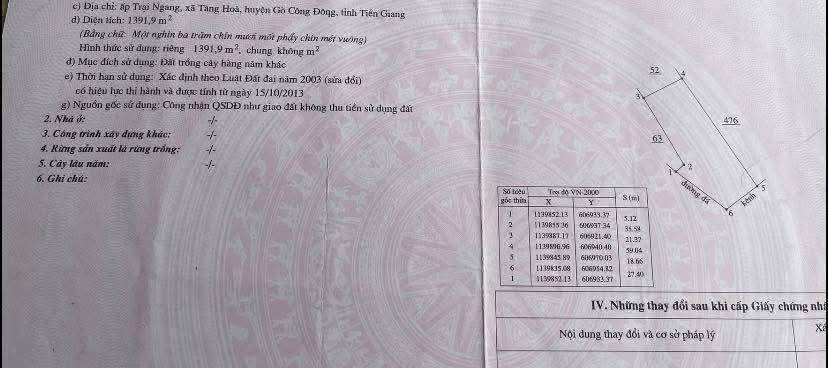 c) Địa chỉ: ấp Trại Ngang, xã Tăng Hoà, huyện Gò Công Đông, tỉnh Tiền Giang
d) Diện tích: 1391,9 m²
(Bằng chữ: Một nghìn ba trăm chín mươi mốt phẩy chín mét vuông)
Hình thức sử dụng: riêng 1391,9 m², chung không m²
đ) Mục đích sử dụng: Đất trồng cây hàng năm khác
e) Thời hạn sử dụng: Xác định theo Luật Đất đai năm 2003 (sửa đổi)
có hiệu lực thi hành và được tính từ ngày 15/10/2013
g) Nguồn gốc sử dụng: Công nhận QSDĐ như giao đất không thu tiền sử dụng đất
2. Nhà ở: -/-
3. Công trình xây dựng khác: -/-
4. Rừng sản xuất là rừng trồng: -/-
5. Cây lâu năm: -/-
6. Ghi chú:
52
4
3
476
63
2
1
5
đường đá
kênh
6
Số hiệu góc thửa Tọa độ VN-2000 S (m)
X Y
1 1139852.13 606933.37
5.12
2 1139855.36 606937.34
35.58
3 1139887.17 606921.40
21.37
4 1139896.96 606940.40
59.04
5 1139845.89 606970.03
18.66
6 1139835.08 606954.82
27.40
1 1139852.13 606933.37
IV. Những thay đổi sau khi cấp Giấy chứng nhậ
Nội dung thay đổi và cơ sở pháp lý
Xá